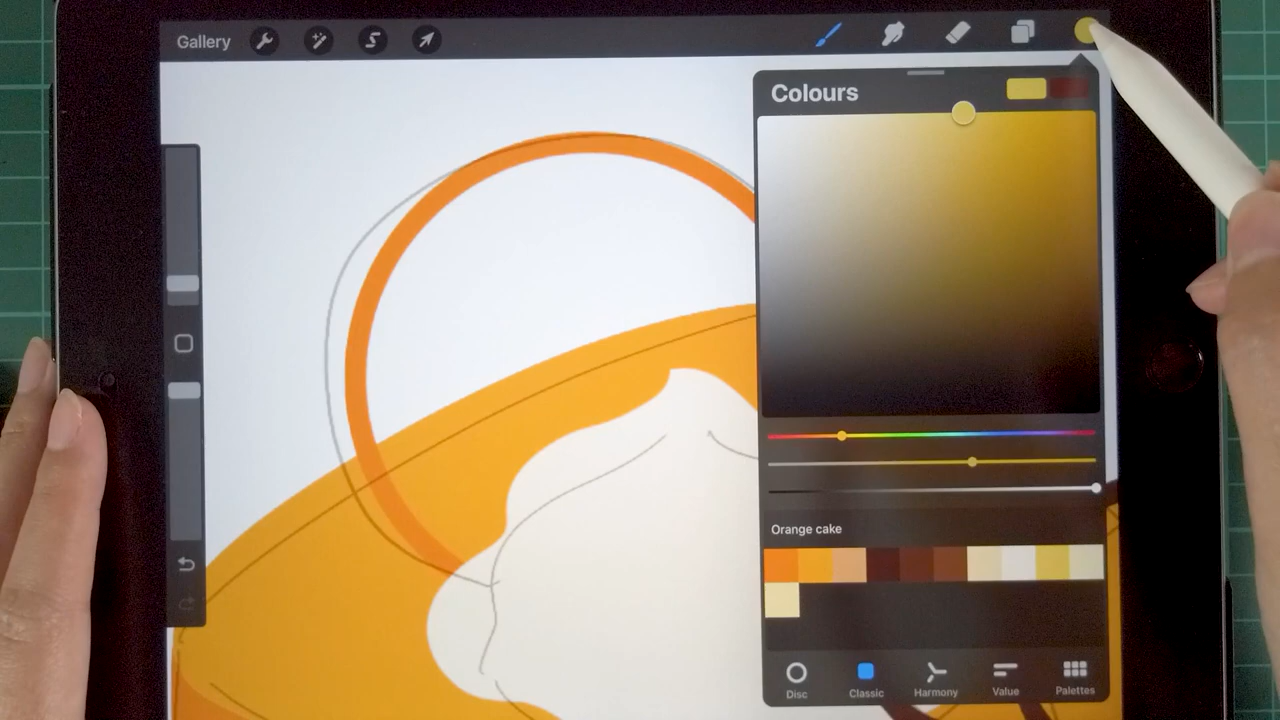 Gallery
Colours
Orange cake
Disc
Classic
Harmony
Value
Palettes